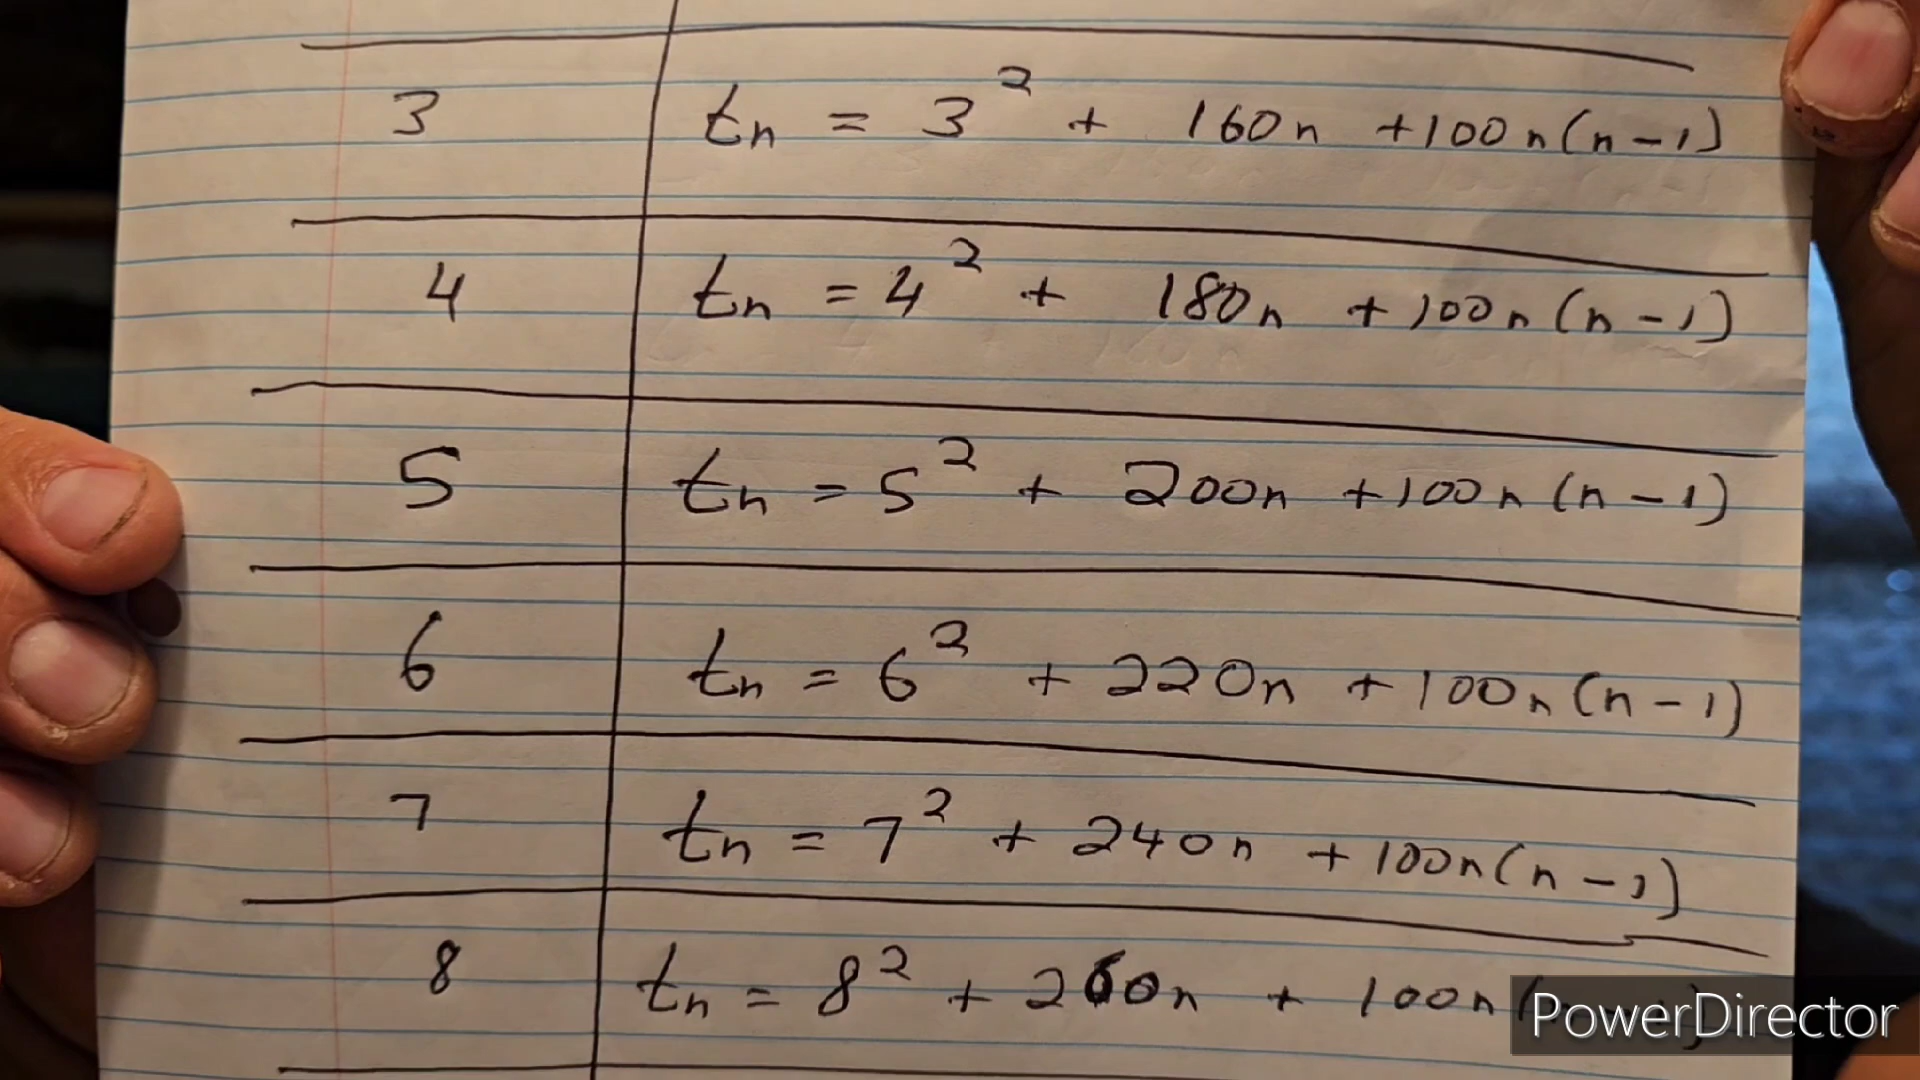 3 tn = 3² + 160n +100n(n-1)
4 tn = 4² + 180n +100n(n-1)
5 tn = 5² + 200n +100n(n-1)
6 tn = 6² + 220n + 100n(n-1)
7 tn = 7² + 240n +100n(n-1)
8 tn = 8² + 260n + 100n(
PowerDirector